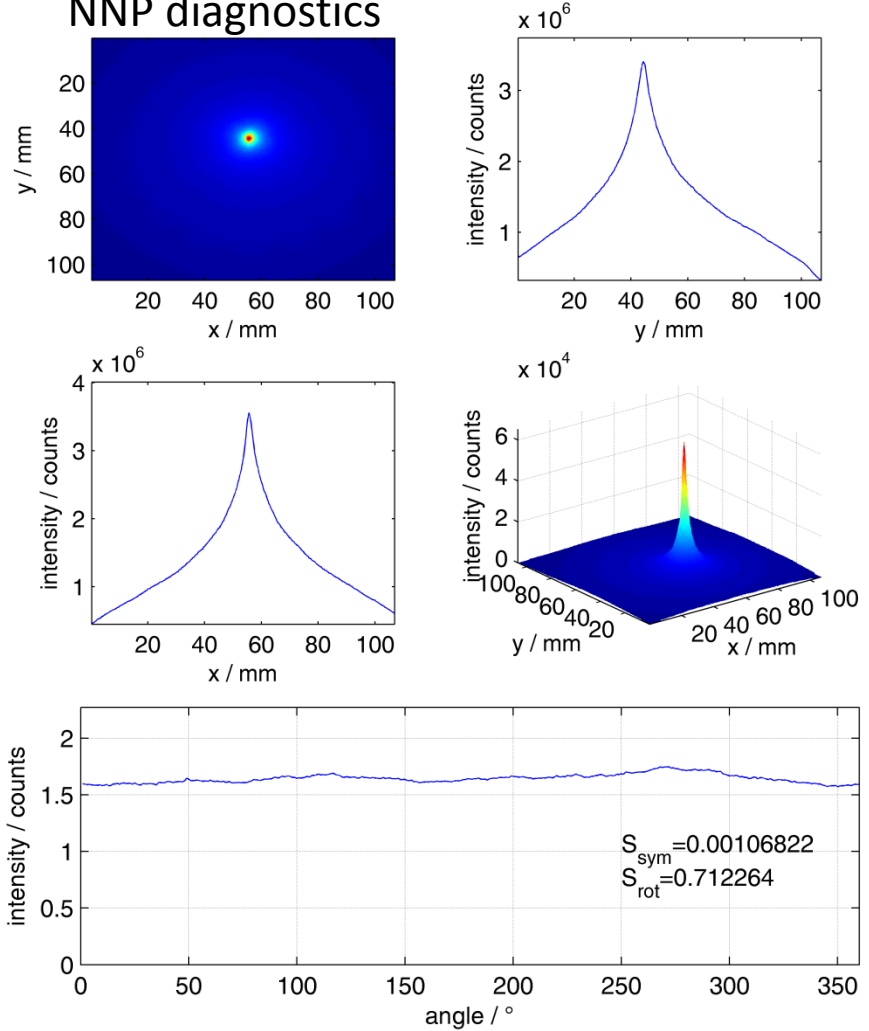 NNP diagnostics
20
40
60
80
100
y / mm
20 40 60 80 100
x / mm
x 10^6
3
2
1
intensity / counts
20 40 60 80 100
y / mm
x 10^6
4
3
2
1
intensity / counts
20 40 60 80 100
x / mm
x 10^4
6
4
2
0
intensity / counts
100 80 60 40 20
y / mm
20 40 60 80 100
x / mm
2
1.5
1
0.5
0
intensity / counts
S_sym=0.00106822
S_rot=0.712264
0 50 100 150 200 250 300 350
angle / °